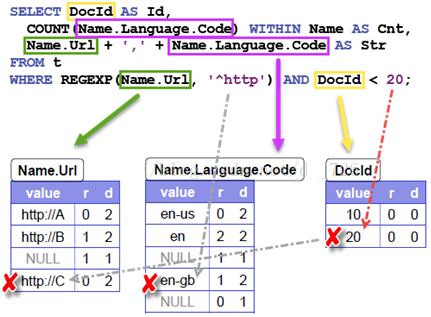 SELECT DocId AS Id,
COUNT(Name.Language.Code) WITHIN Name AS Cnt,
Name.Url + ',' + Name.Language.Code AS Str
FROM t
WHERE REGEXP(Name.Url, '^http') AND DocId < 20;
Name.Url
value r d
http://A 0 2
http://B 1 2
NULL 1 1
http://C 0 2
Name.Language.Code
value r d
en-us 0 2
en 2 2
NULL 1 1
en-gb 1 2
NULL 0 1
DocId
value r d
10 0 0
20 0 0